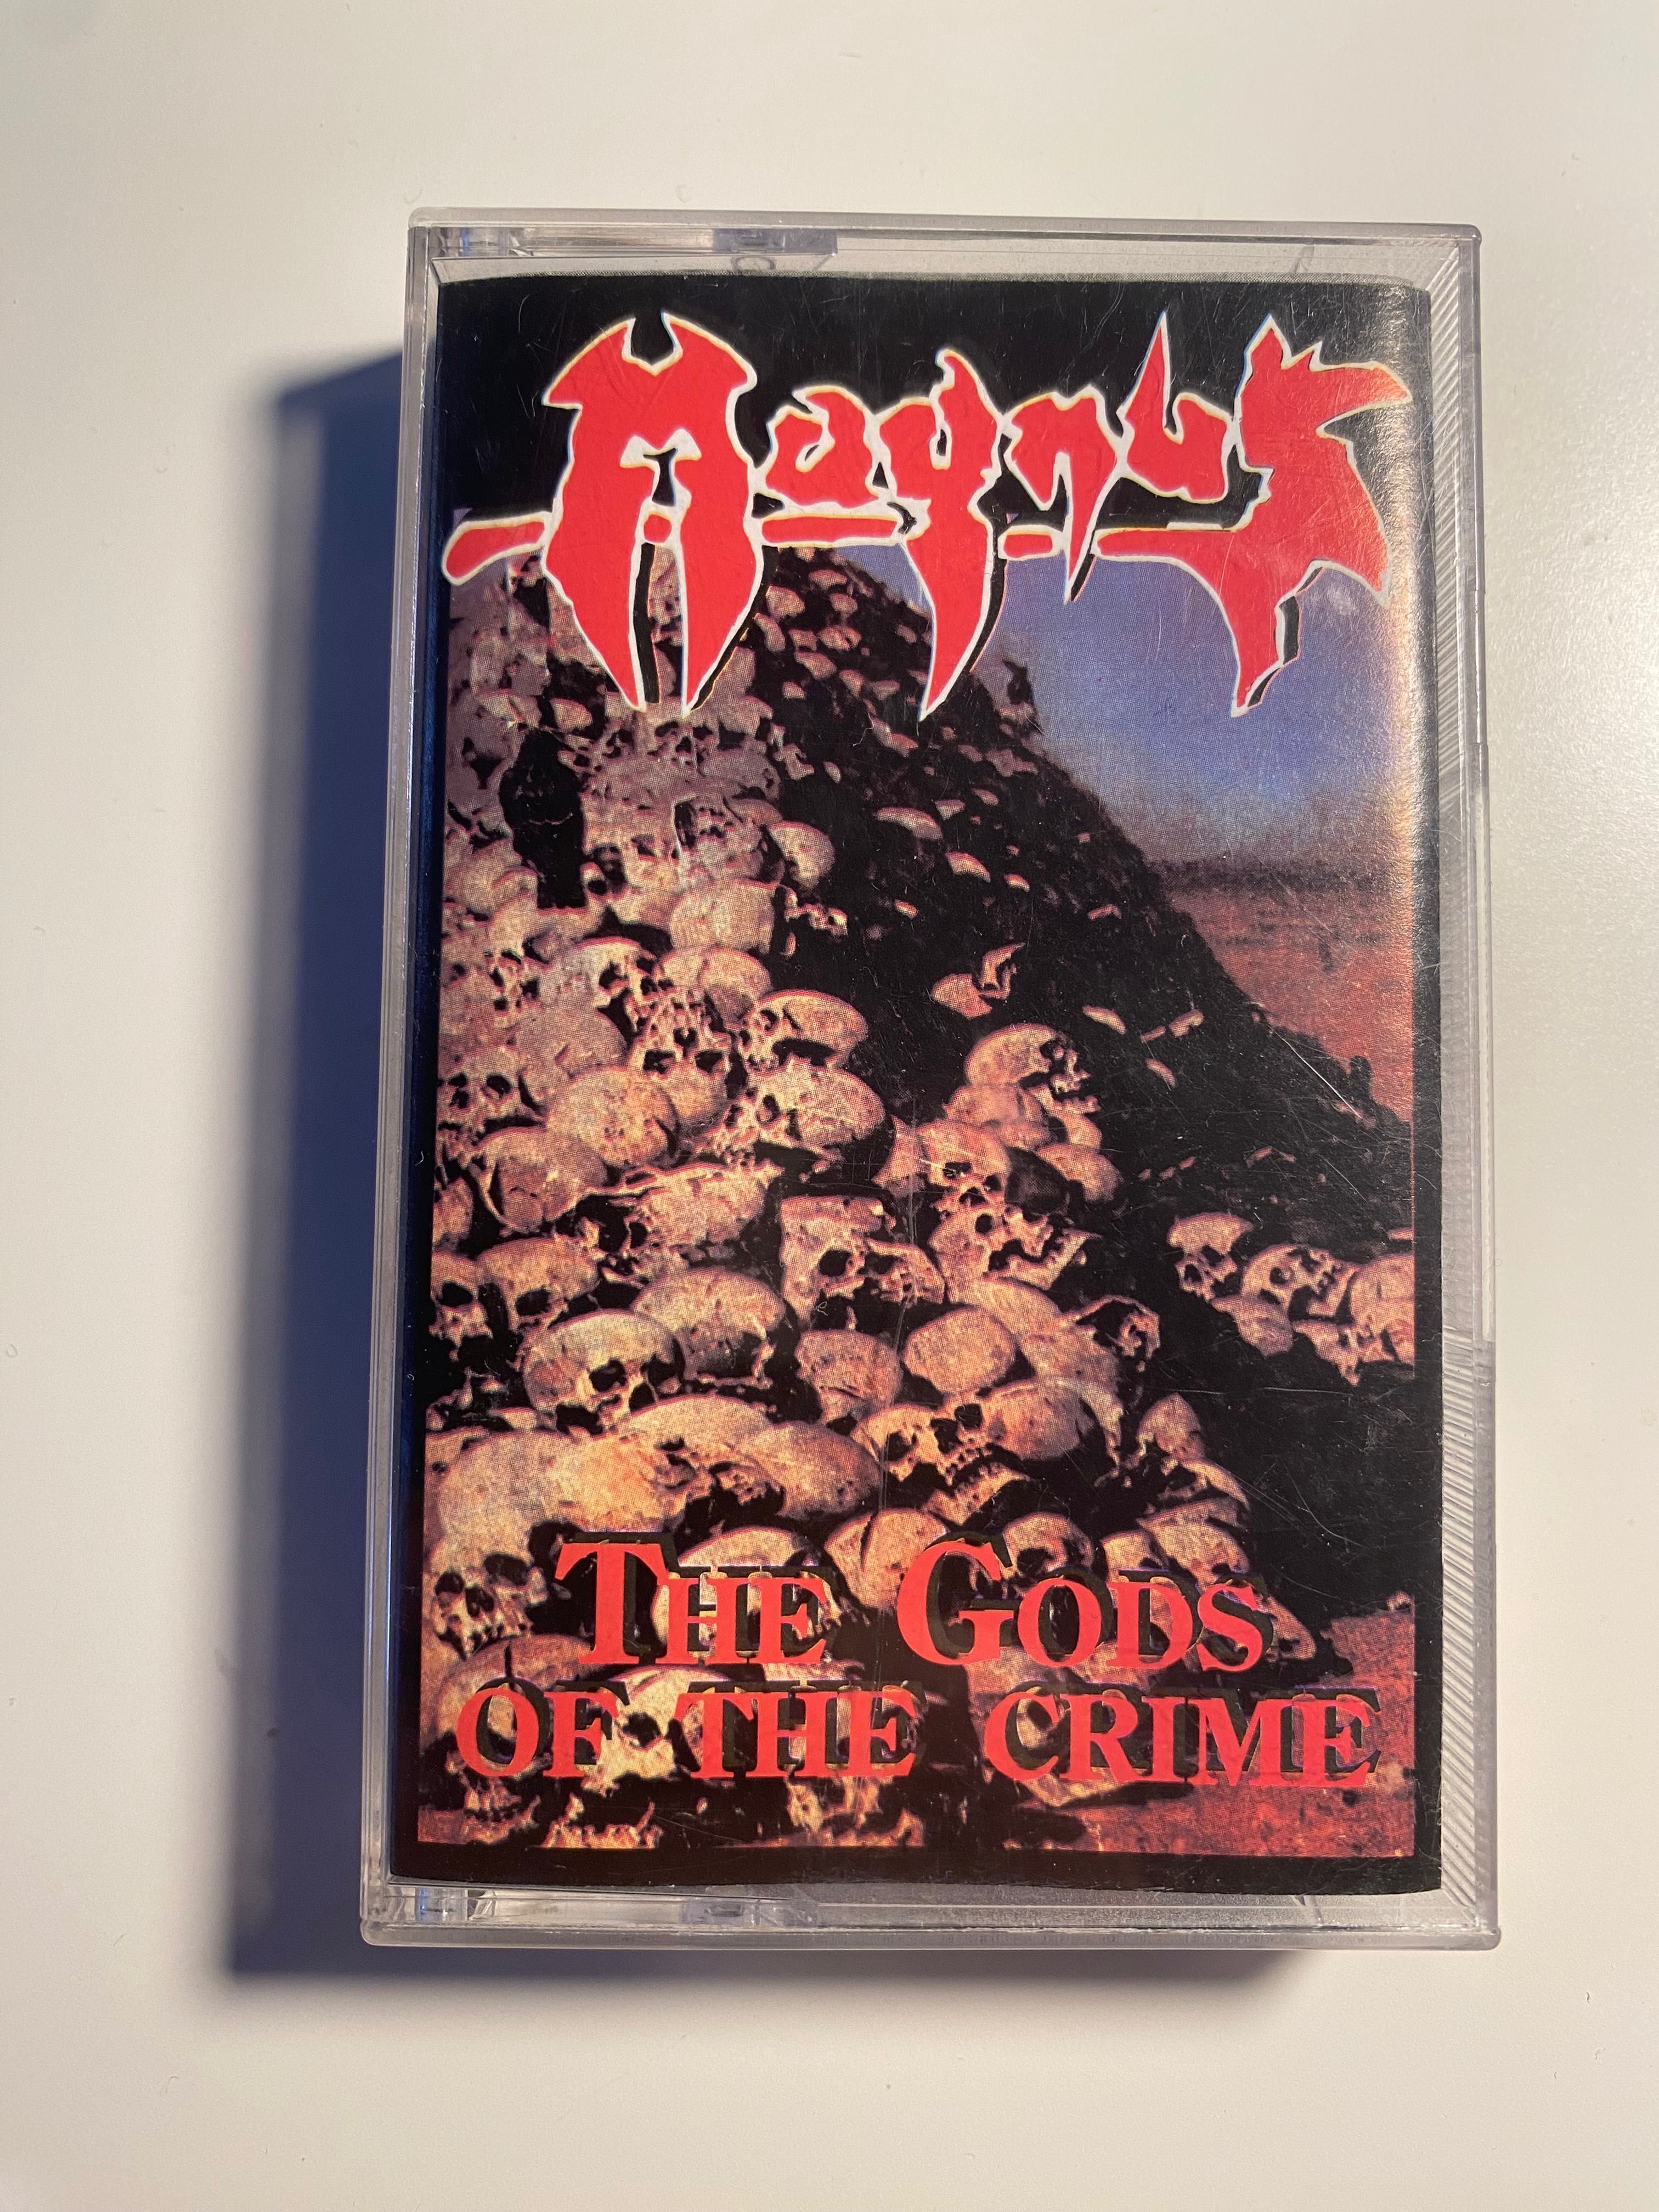 Magnus
THE GODS
OF THE CRIME